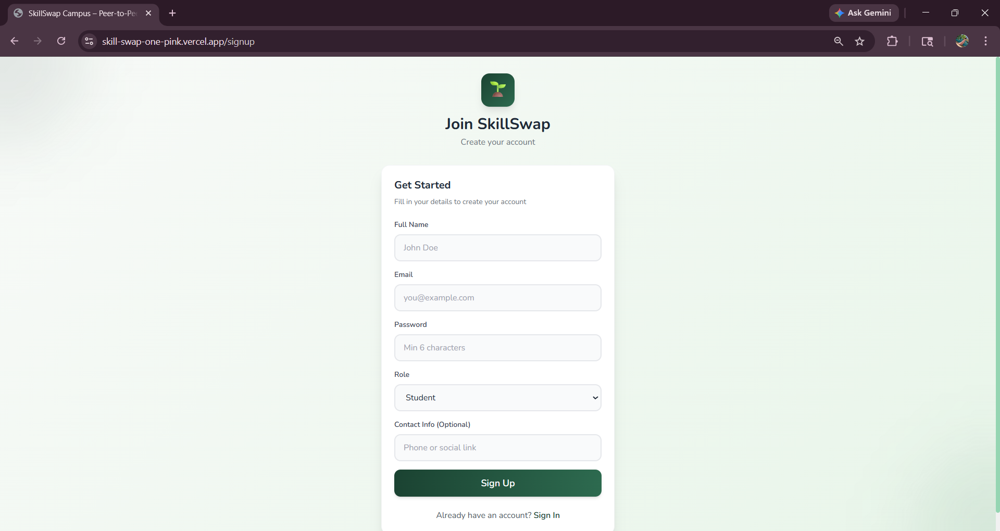 SkillSwap Campus – Peer-to-Pe
Ask Gemini
skill-swap-one-pink.vercel.app/signup
Join SkillSwap
Create your account
Get Started
Fill in your details to create your account
Full Name
John Doe
Email
you@example.com
Password
Min 6 characters
Role
Student
Contact Info (Optional)
Phone or social link
Sign Up
Already have an account? Sign In